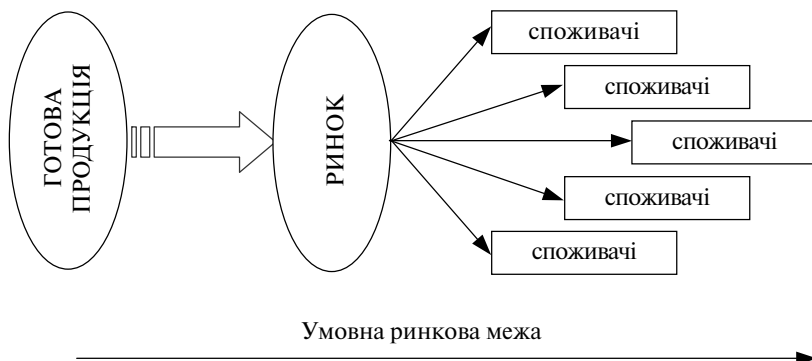 ГОТОВА
ПРОДУКЦІЯ
РИНОК
споживачі
споживачі
споживачі
споживачі
споживачі
Умовна ринкова межа